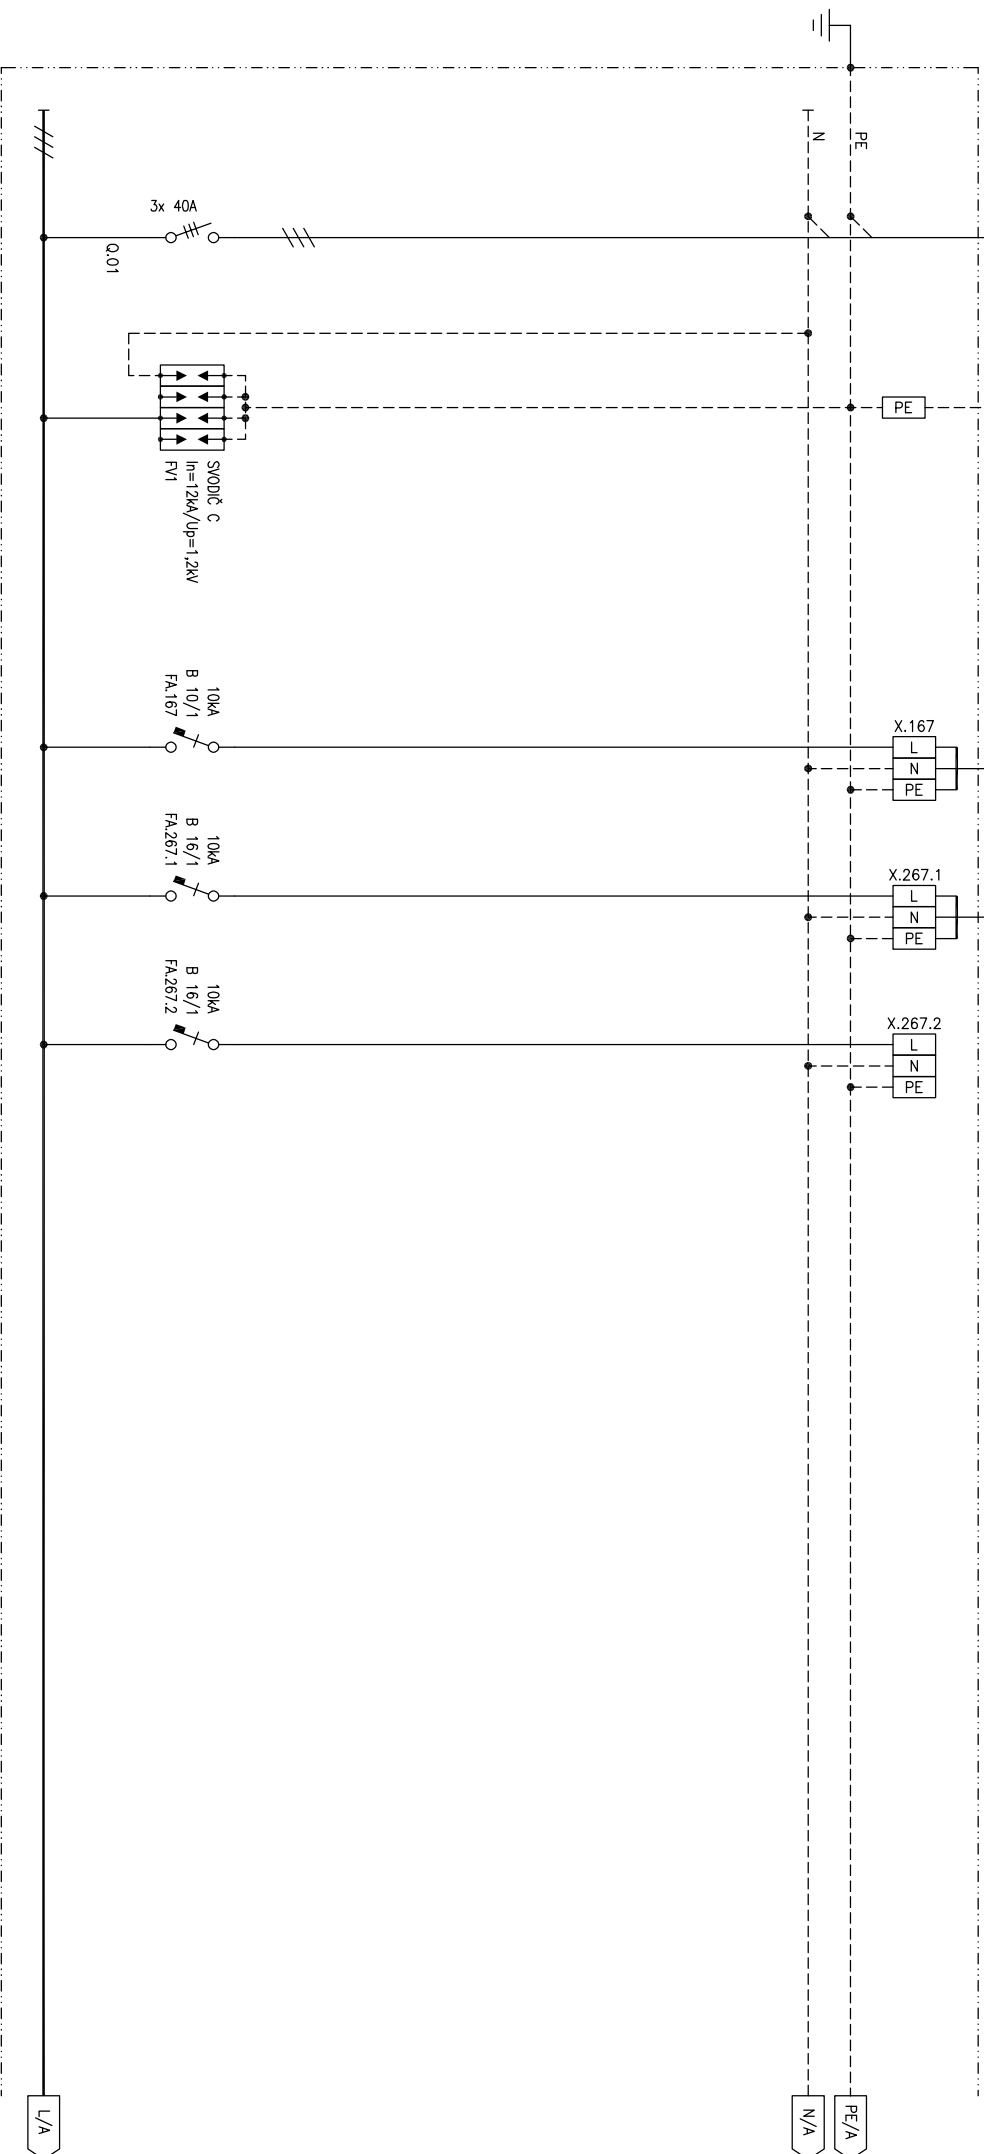 N
PE
3x 40A
Q.01
PE
SVODIČ C
In=12kA/Up=1,2kV
FV1
10kA
B 10/1
FA.167
X.167
L
N
PE
10kA
B 16/1
FA.267.1
X.267.1
L
N
PE
10kA
B 16/1
FA.267.2
X.267.2
L
N
PE
L/A
N/A
PE/A